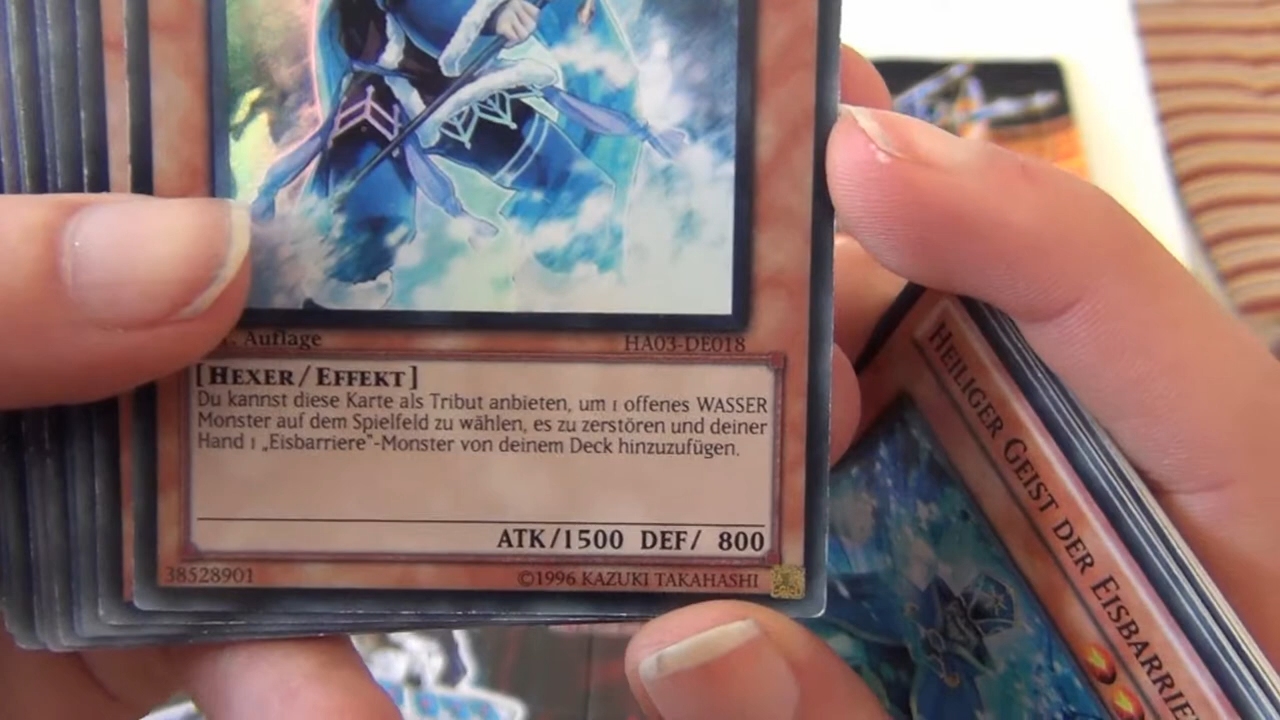 . Auflage
HA03-DE018
[HEXER/EFFEKT]
Du kannst diese Karte als Tribut anbieten, um 1 offenes WASSER
Monster auf dem Spielfeld zu wählen, es zu zerstören und deiner
Hand 1 „Eisbarriere"-Monster von deinem Deck hinzuzufügen.
ATK/1500 DEF/ 800
38528901
©1996 KAZUKI TAKAHASHI
HEILIGER GEIST DER EISBARRIE